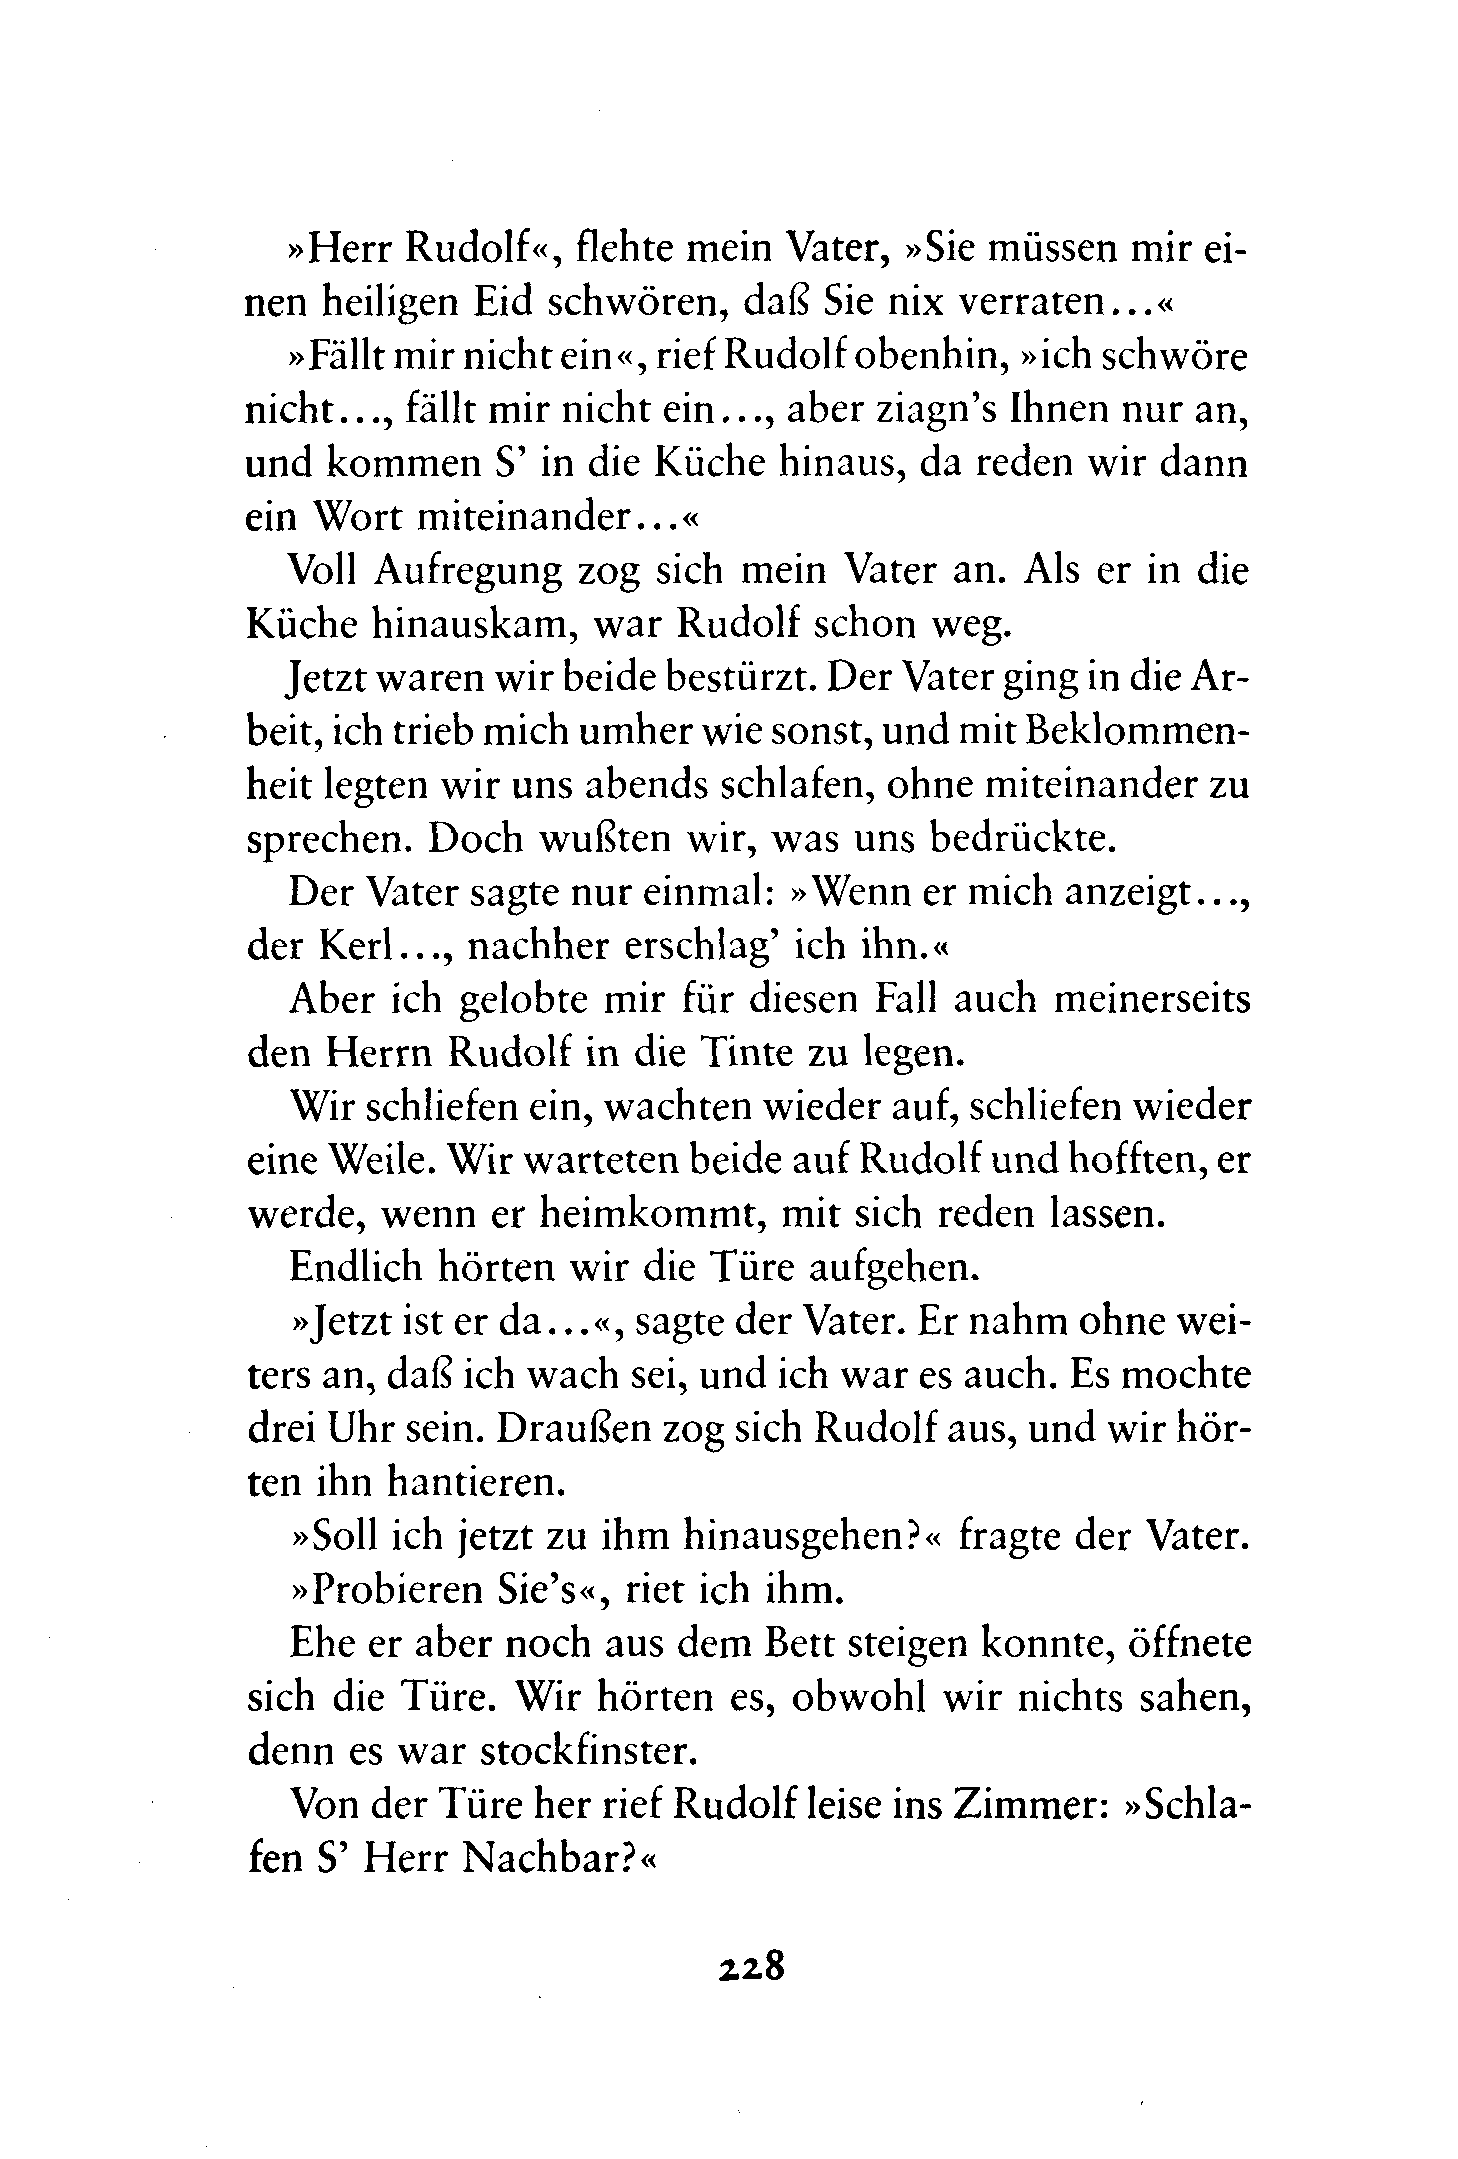 »Herr Rudolf«, flehte mein Vater, »Sie müssen mir ei-
nen heiligen Eid schwören, daß Sie nix verraten...«
»Fällt mir nicht ein«, rief Rudolf obenhin, »ich schwöre
nicht..., fällt mir nicht ein..., aber ziagn’s Ihnen nur an,
und kommen S’ in die Küche hinaus, da reden wir dann
ein Wort miteinander...«
Voll Aufregung zog sich mein Vater an. Als er in die
Küche hinauskam, war Rudolf schon weg.
Jetzt waren wir beide bestürzt. Der Vater ging in die Ar-
beit, ich trieb mich umher wie sonst, und mit Beklommen-
heit legten wir uns abends schlafen, ohne miteinander zu
sprechen. Doch wußten wir, was uns bedrückte.
Der Vater sagte nur einmal: »Wenn er mich anzeigt...,
der Kerl..., nachher erschlag’ ich ihn.«
Aber ich gelobte mir für diesen Fall auch meinerseits
den Herrn Rudolf in die Tinte zu legen.
Wir schliefen ein, wachten wieder auf, schliefen wieder
eine Weile. Wir warteten beide auf Rudolf und hofften, er
werde, wenn er heimkommt, mit sich reden lassen.
Endlich hörten wir die Türe aufgehen.
»Jetzt ist er da...«, sagte der Vater. Er nahm ohne wei-
ters an, daß ich wach sei, und ich war es auch. Es mochte
drei Uhr sein. Draußen zog sich Rudolf aus, und wir hör-
ten ihn hantieren.
»Soll ich jetzt zu ihm hinausgehen?« fragte der Vater.
»Probieren Sie’s«, riet ich ihm.
Ehe er aber noch aus dem Bett steigen konnte, öffnete
sich die Türe. Wir hörten es, obwohl wir nichts sahen,
denn es war stockfinster.
Von der Türe her rief Rudolf leise ins Zimmer: »Schla-
fen S’ Herr Nachbar?«
228